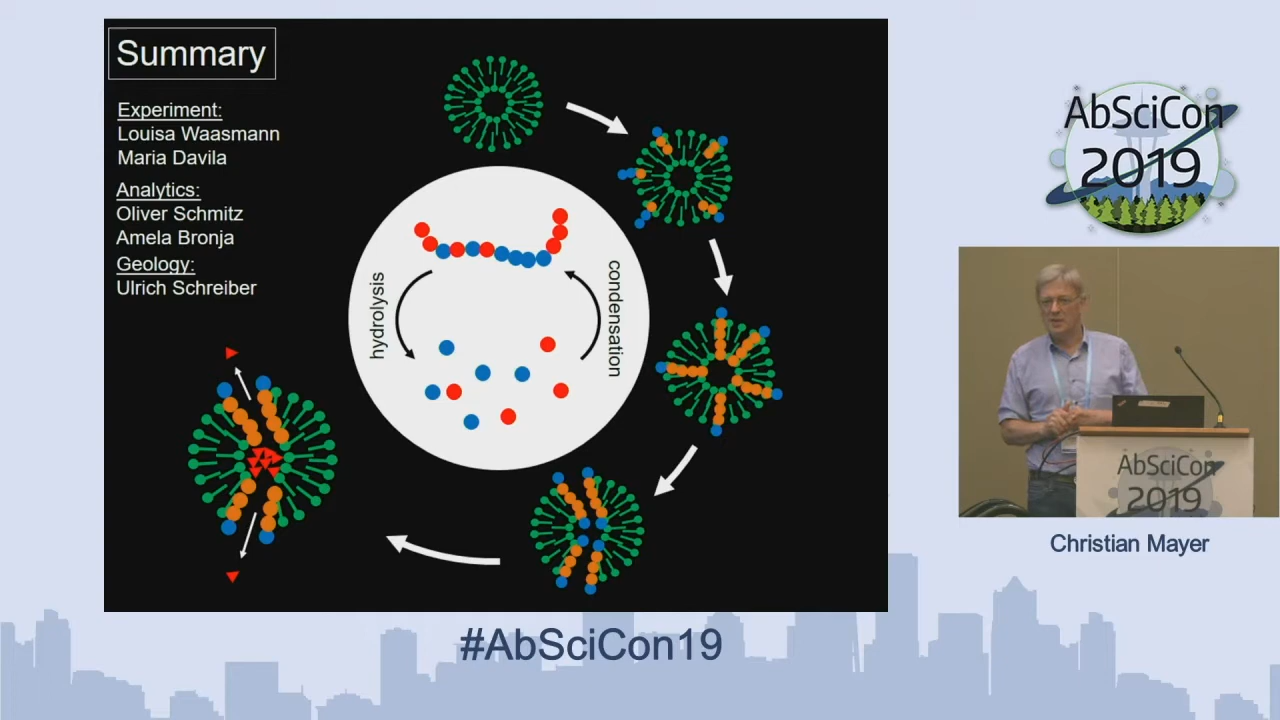 Summary
Experiment:
Louisa Waasmann
Maria Davila
Analytics:
Oliver Schmitz
Amela Bronja
Geology:
Ulrich Schreiber
hydrolysis
condensation
AbSciCon
2019
AbSciCon
2019
Christian Mayer
#AbSciCon19